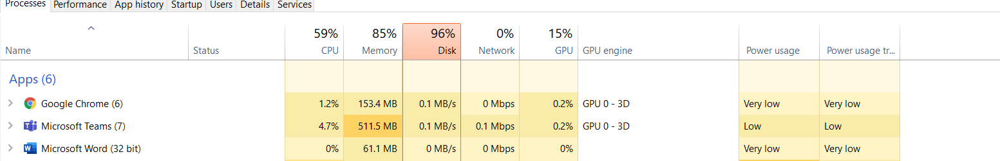 Processes Performance App history Startup Users Details Services
59% 85% 96% 0% 15%
Name Status CPU Memory Disk Network GPU GPU engine Power usage Power usage tr...
Apps (6)
Google Chrome (6) 1.2% 153.4 MB 0.1 MB/s 0 Mbps 0.2% GPU 0 - 3D Very low Very low
Microsoft Teams (7) 4.7% 511.5 MB 0.1 MB/s 0.1 Mbps 0.2% GPU 0 - 3D Low Low
Microsoft Word (32 bit) 0% 61.1 MB 0 MB/s 0 Mbps 0% Very low Very low